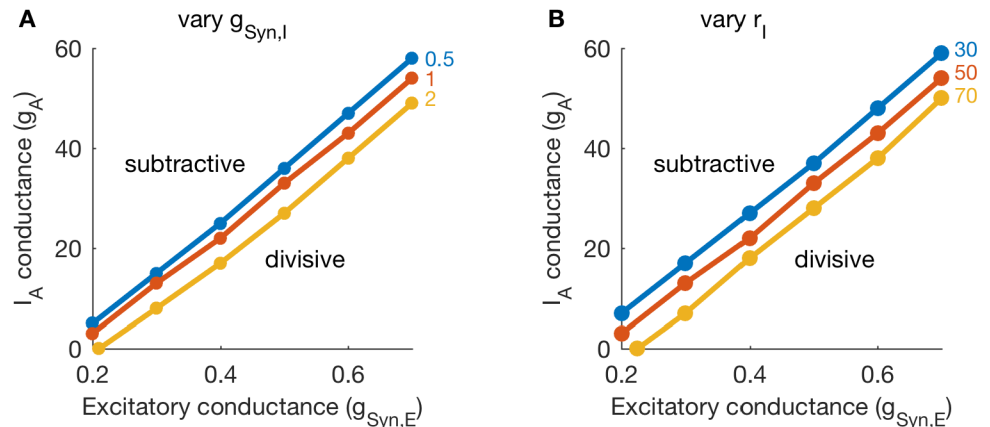 A
vary g_Syn,I
60
40
20
0
0.2
0.4
0.6
I_A conductance (g_A)
Excitatory conductance (g_Syn,E)
subtractive
divisive
0.5
1
2
B
vary r_I
60
40
20
0
0.2
0.4
0.6
I_A conductance (g_A)
Excitatory conductance (g_Syn,E)
subtractive
divisive
30
50
70